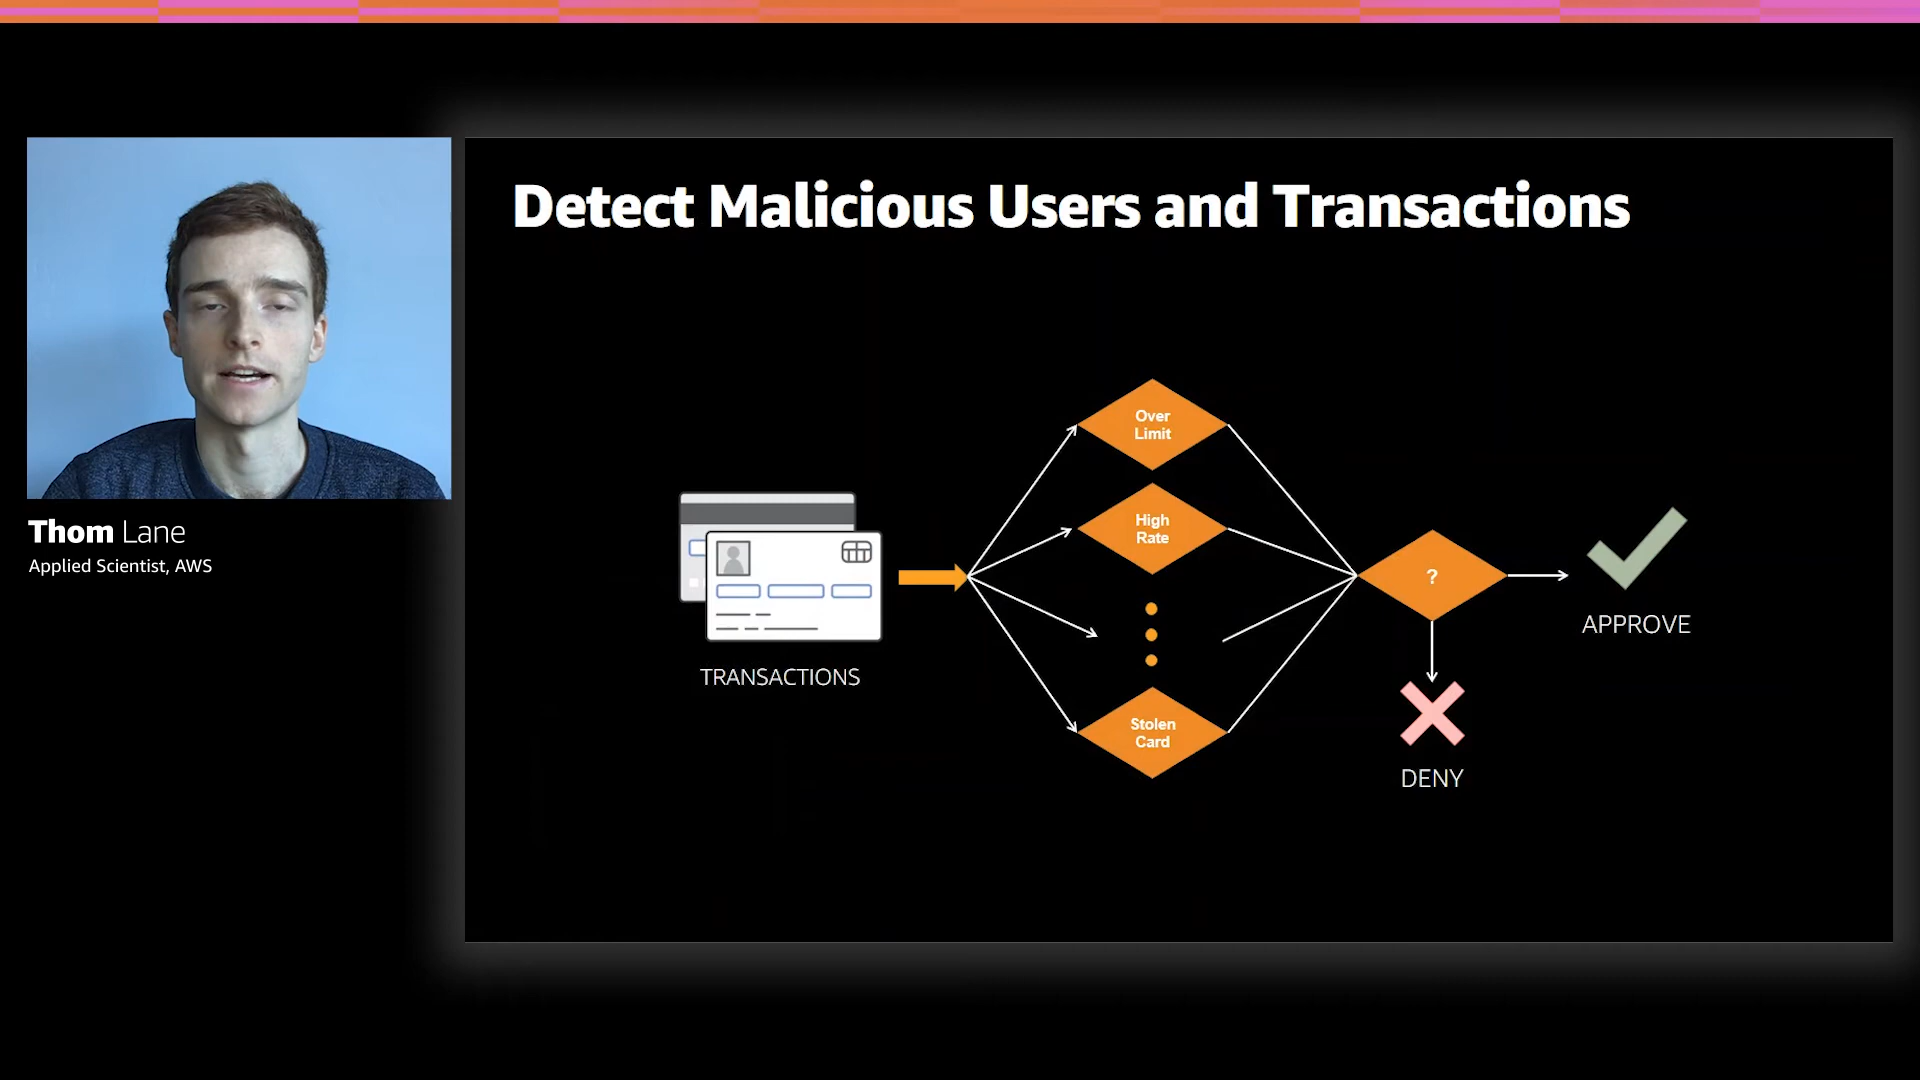 Detect Malicious Users and Transactions
Thom Lane
Applied Scientist, AWS
TRANSACTIONS
Over
Limit
High
Rate
Stolen
Card
?
APPROVE
DENY